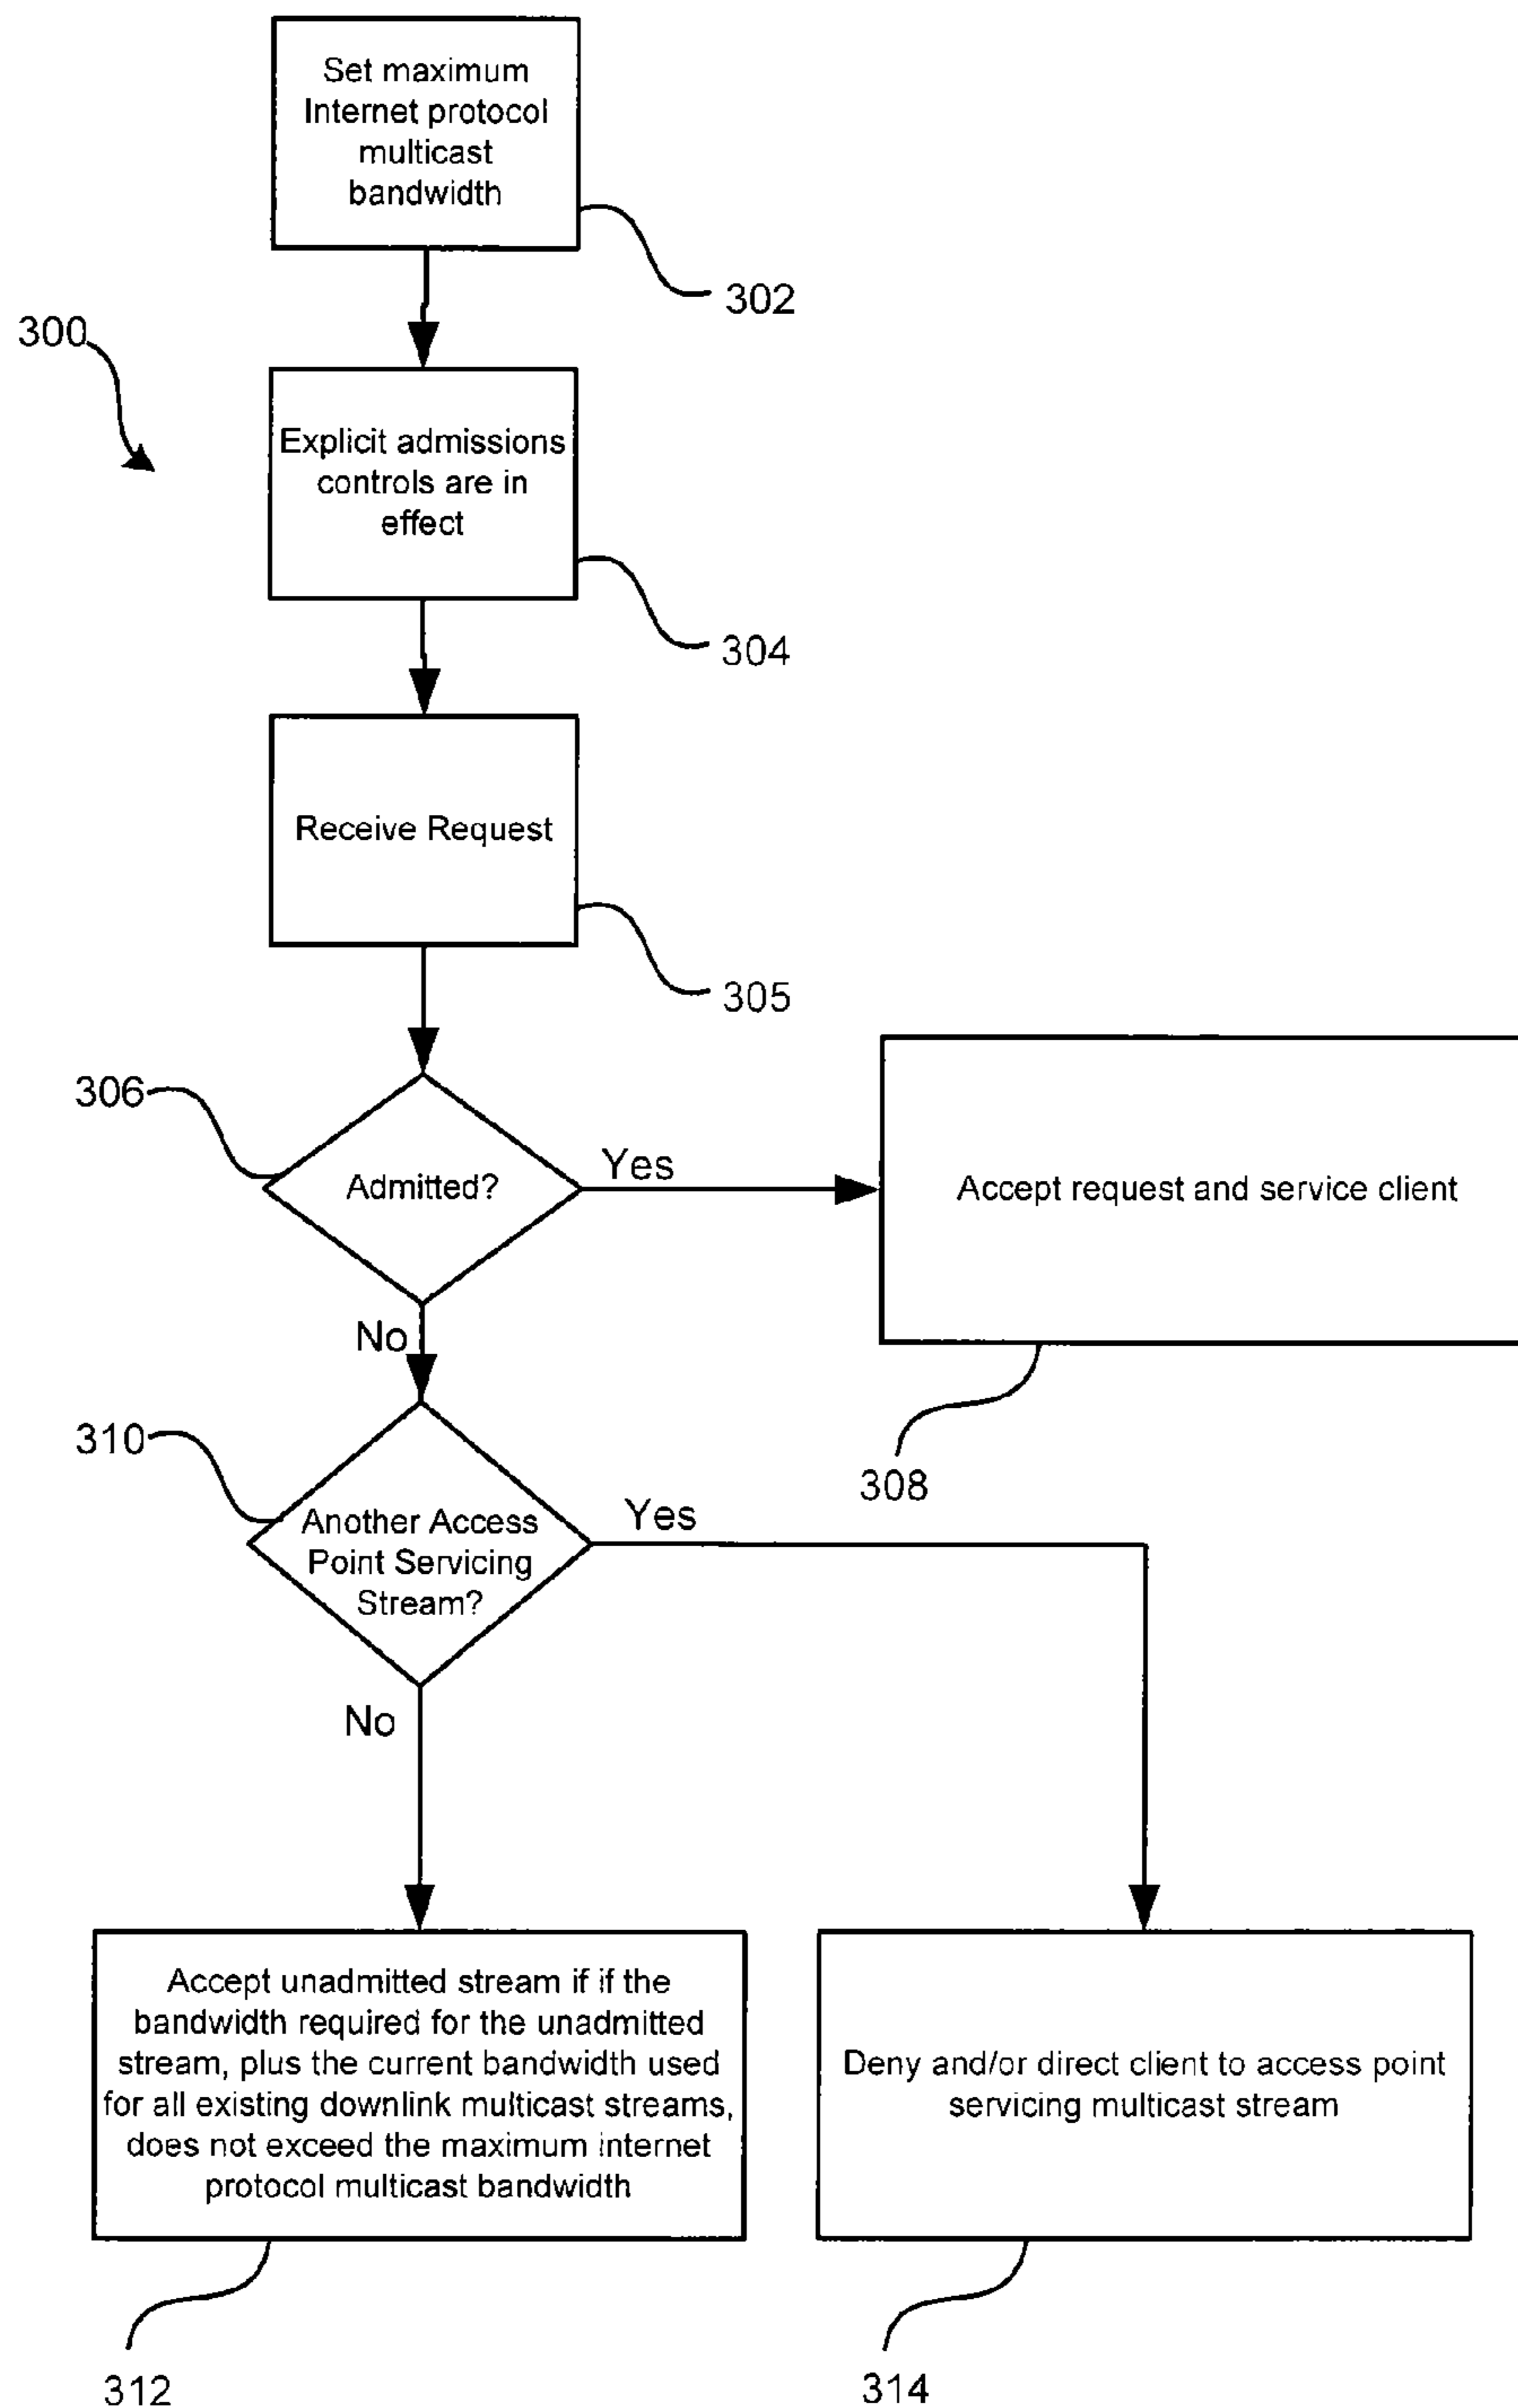 Set maximum
Internet protocol
multicast
bandwidth
302
300
Explicit admissions
controls are in
effect
304
Receive Request
305
306
Admitted?
Yes
Accept request and service client
No
308
310
Another Access
Point Servicing
Stream?
Yes
No
Accept unadmitted stream if if the
bandwidth required for the unadmitted
stream, plus the current bandwidth used
for all existing downlink multicast streams,
does not exceed the maximum internet
protocol multicast bandwidth
Deny and/or direct client to access point
servicing multicast stream
312
314